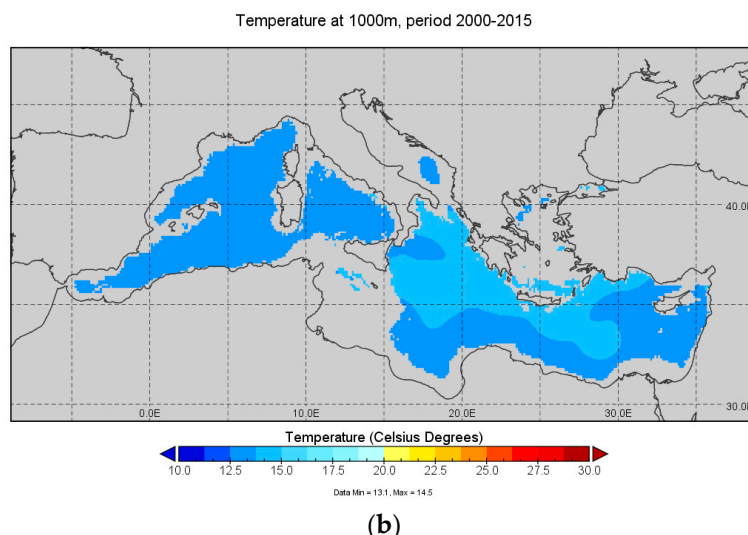 Temperature at 1000m, period 2000-2015
40.0
30.0
0.0E 10.0E 20.0E 30.0E
Temperature (Celsius Degrees)
10.0 12.5 15.0 17.5 20.0 22.5 25.0 27.5 30.0
Data Min = 13.1, Max = 14.5
(b)